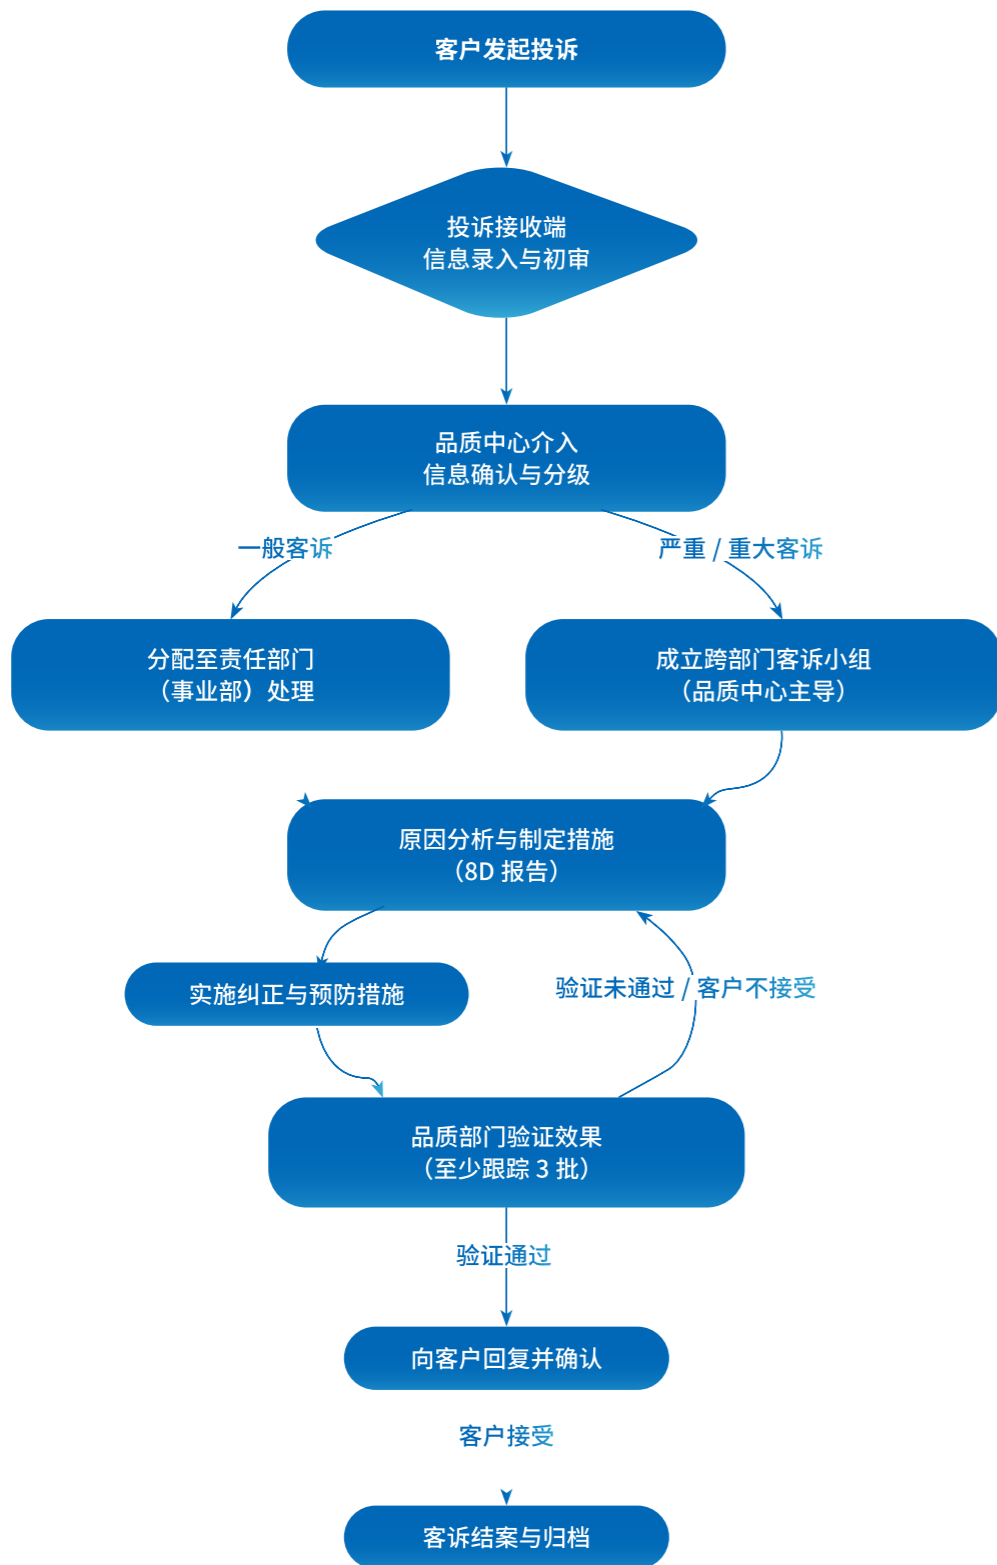 客户发起投诉
投诉接收端
信息录入与初审
品质中心介入
信息确认与分级
一般客诉
严重 / 重大客诉
分配至责任部门
（事业部）处理
成立跨部门客诉小组
（品质中心主导）
原因分析与制定措施
（8D 报告）
实施纠正与预防措施
验证未通过 / 客户不接受
品质部门验证效果
（至少跟踪 3 批）
验证通过
向客户回复并确认
客户接受
客诉结案与归档